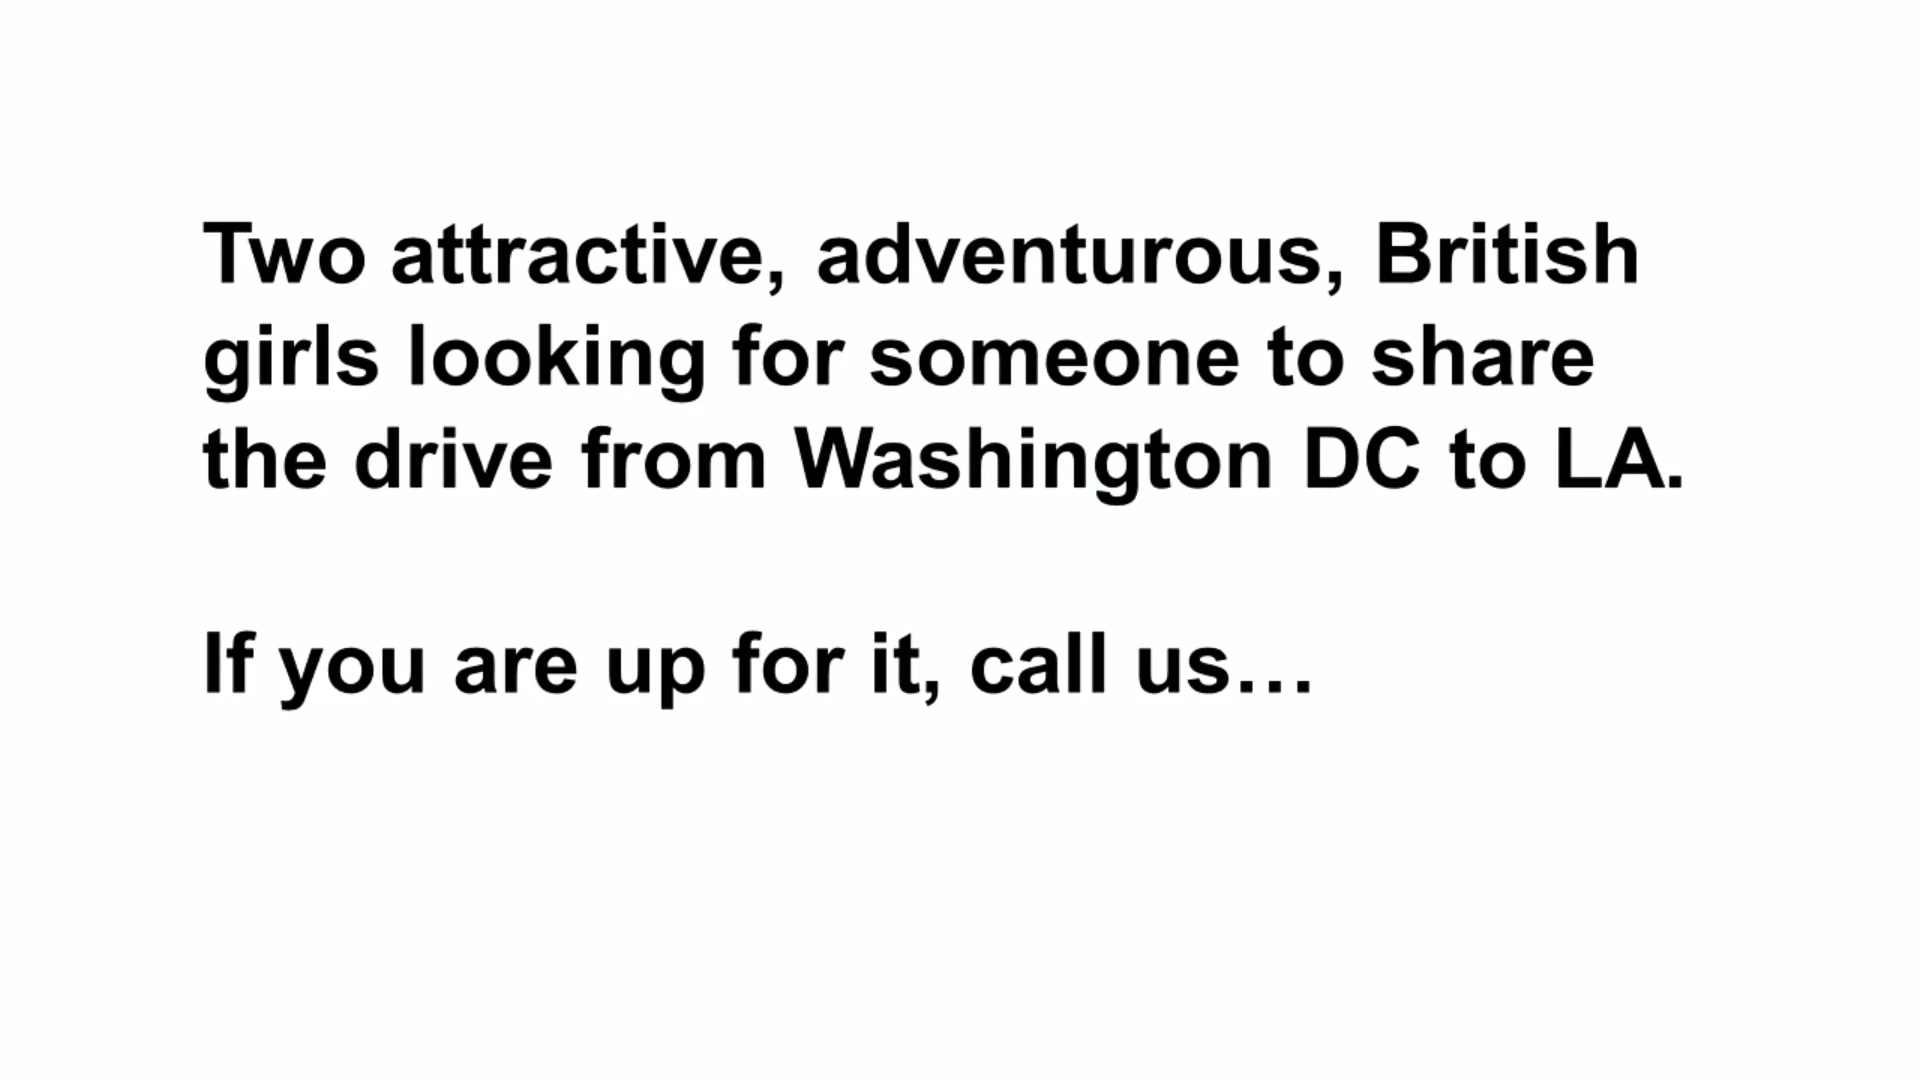 Two attractive, adventurous, British
girls looking for someone to share
the drive from Washington DC to LA.
If you are up for it, call us…